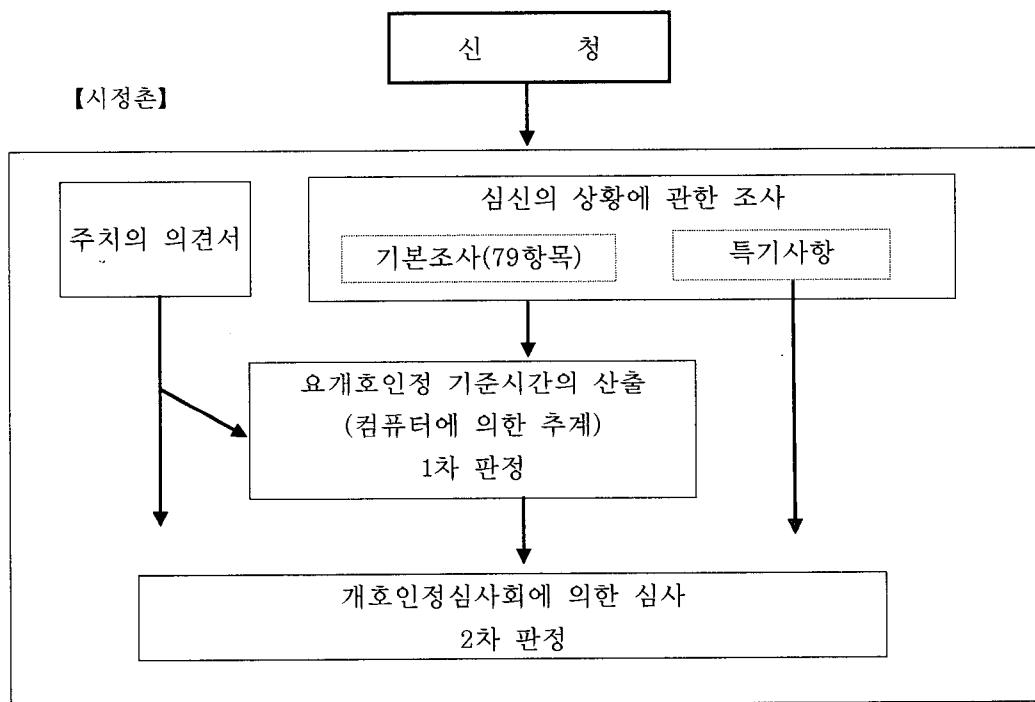 신 청
【시정촌】
주치의 의견서
심신의 상황에 관한 조사
기본조사(79항목)
특기사항
요개호인정 기준시간의 산출
(컴퓨터에 의한 추계)
1차 판정
개호인정심사회에 의한 심사
2차 판정